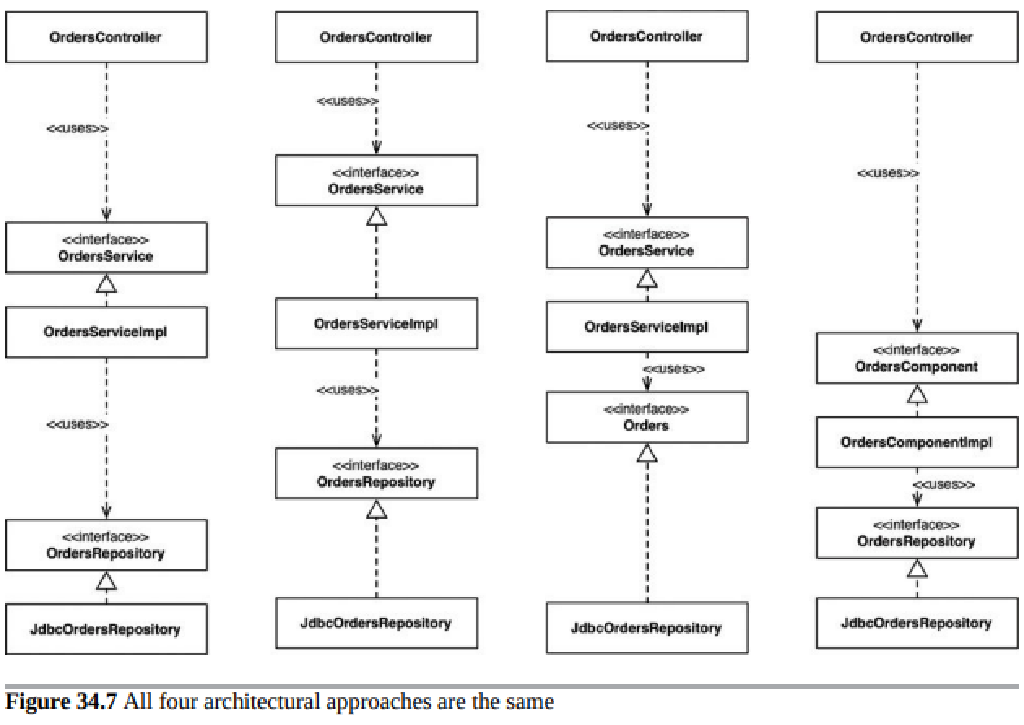 OrdersController
<<uses>>
<<interface>>
OrdersService
OrdersServiceImpl
<<uses>>
<<interface>>
OrdersRepository
JdbcOrdersRepository
OrdersController
<<uses>>
<<interface>>
OrdersService
OrdersServiceImpl
<<uses>>
<<interface>>
OrdersRepository
JdbcOrdersRepository
OrdersController
<<uses>>
<<interface>>
OrdersService
OrdersServiceImpl
<<uses>>
<<interface>>
Orders
JdbcOrdersRepository
OrdersController
<<uses>>
<<interface>>
OrdersComponent
OrdersComponentImpl
<<uses>>
<<interface>>
OrdersRepository
JdbcOrdersRepository
Figure 34.7 All four architectural approaches are the same